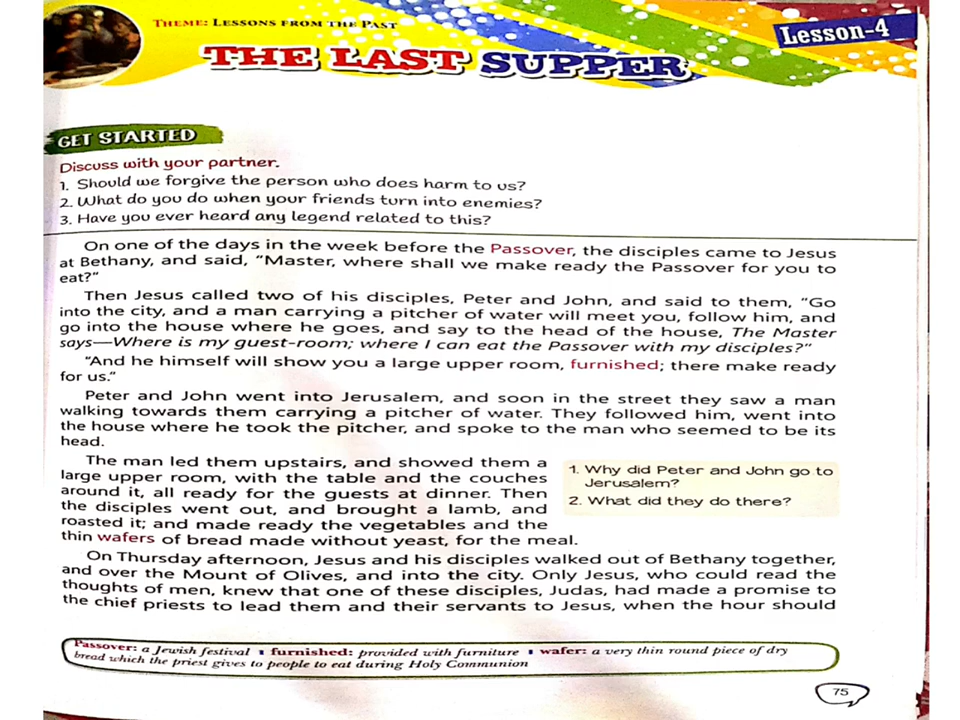 THEME: LESSONS FROM THE PAST
Lesson-4
THE LAST SUPPER
GET STARTED
Discuss with your partner.
1. Should we forgive the person who does harm to us?
2. What do you do when your friends turn into enemies?
3. Have you ever heard any legend related to this?
On one of the days in the week before the Passover, the disciples came to Jesus
at Bethany, and said, “Master, where shall we make ready the Passover for you to
eat?”
Then Jesus called two of his disciples, Peter and John, and said to them, “Go
into the city, and a man carrying a pitcher of water will meet you, follow him, and
go into the house where he goes, and say to the head of the house, The Master
says—Where is my guest-room; where I can eat the Passover with my disciples?”
“And he himself will show you a large upper room, furnished; there make ready
for us.”
Peter and John went into Jerusalem, and soon in the street they saw a man
walking towards them carrying a pitcher of water. They followed him, went into
the house where he took the pitcher, and spoke to the man who seemed to be its
head.
The man led them upstairs, and showed them a
large upper room, with the table and the couches
around it, all ready for the guests at dinner. Then
the disciples went out, and brought a lamb, and
roasted it; and made ready the vegetables and the
thin wafers of bread made without yeast, for the meal.
1. Why did Peter and John go to
Jerusalem?
2. What did they do there?
On Thursday afternoon, Jesus and his disciples walked out of Bethany together,
and over the Mount of Olives, and into the city. Only Jesus, who could read the
thoughts of men, knew that one of these disciples, Judas, had made a promise to
the chief priests to lead them and their servants to Jesus, when the hour should
Passover: a Jewish festival ▪ furnished: provided with furniture ▪ wafer: a very thin round piece of dry
bread which the priest gives to people to eat during Holy Communion
75